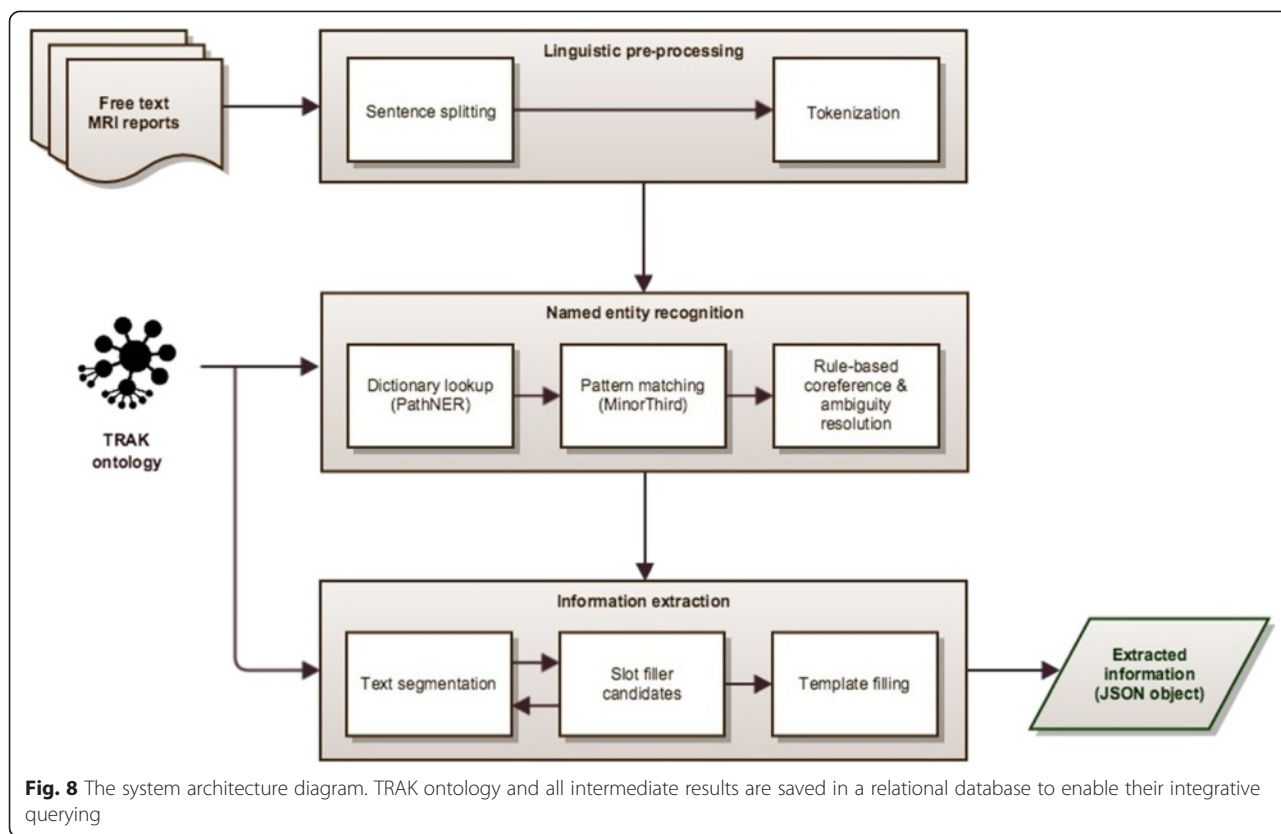 Linguistic pre-processing
Free text
MRI reports
Sentence splitting
Tokenization
Named entity recognition
Dictionary lookup
(PathNER)
Pattern matching
(MinorThird)
Rule-based
coreference &
ambiguity
resolution
TRAK
ontology
Information extraction
Text segmentation
Slot filler
candidates
Template filling
Extracted
information
(JSON object)
Fig. 8 The system architecture diagram. TRAK ontology and all intermediate results are saved in a relational database to enable their integrative
querying